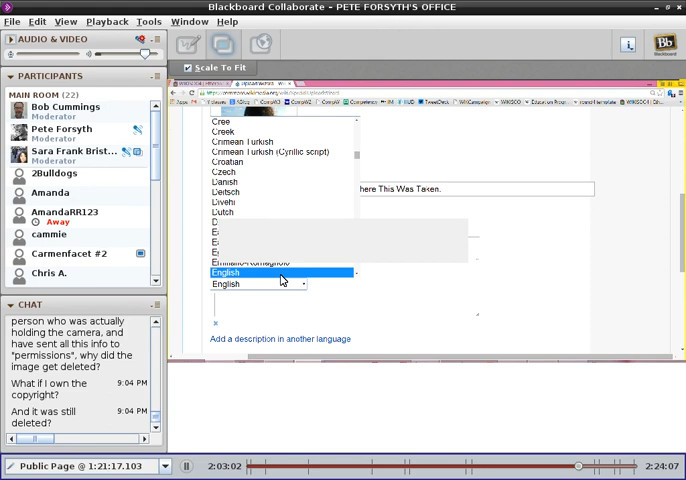 Blackboard Collaborate - PETE FORSYTH'S OFFICE
File Edit View Playback Tools Window Help
AUDIO & VIDEO
PARTICIPANTS
MAIN ROOM (22)
Bob Cummings
Moderator
Pete Forsyth
Moderator
Sara Frank Brist...
Moderator
2Bulldogs
Amanda
AmandaRR123
Away
cammie
Carmenfacet #2
Chris A.
CHAT
person who was actually
holding the camera, and
have sent all this info to
"permissions", why did the
image get deleted?
What if I own the
copyright?
9:04 PM
And it was still
deleted?
9:04 PM
Scale To Fit
Bb
Cree
Creek
Crimean Turkish
Crimean Turkish (Cyrillic script)
Croatian
Czech
Danish
Deitsch
Divehi
Dutch
here This Was Taken.
Emiliano-Romagnolo
English
English
Add a description in another language
Public Page @ 1:21:17.103
2:03:02
2:24:07